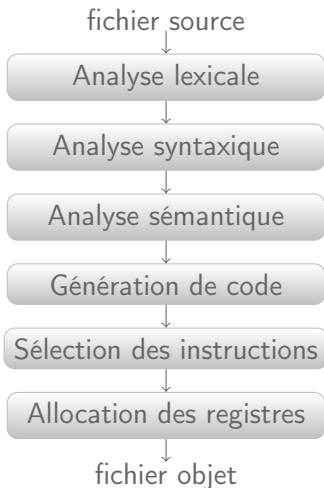 fichier source
Analyse lexicale
Analyse syntaxique
Analyse sémantique
Génération de code
Sélection des instructions
Allocation des registres
fichier objet